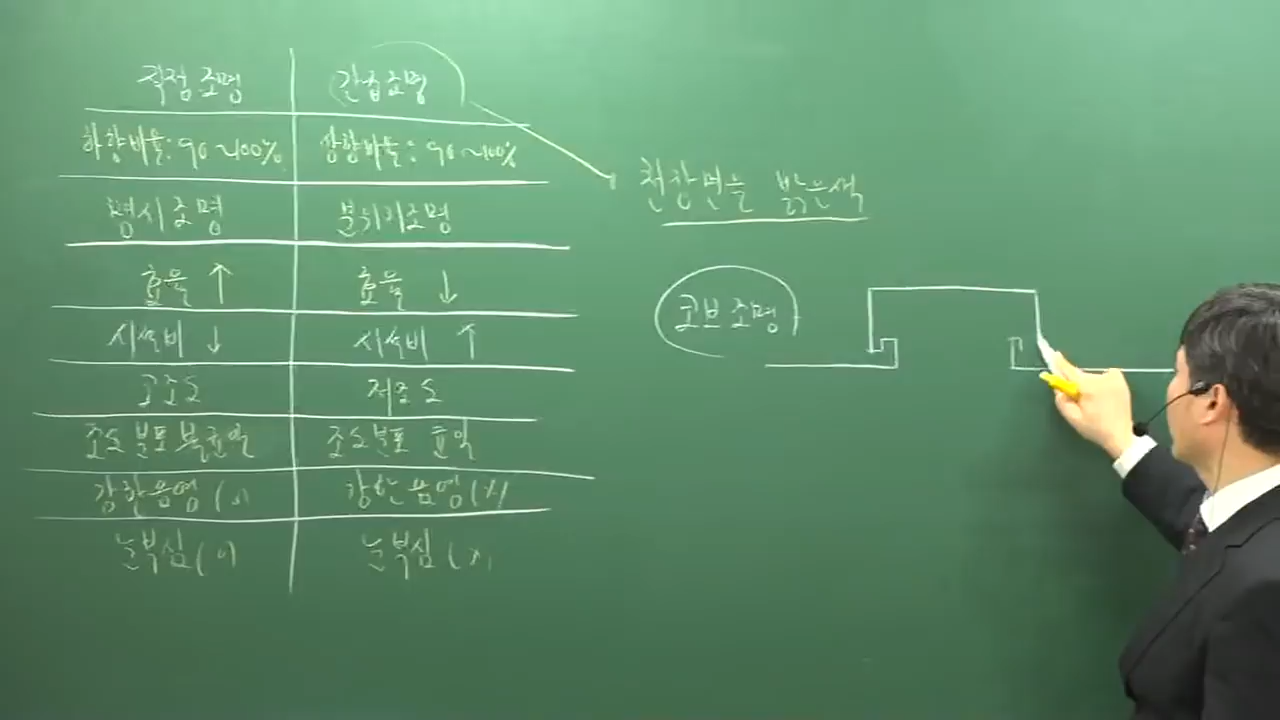 직접조명 간접조명
하향비율: 90~100% 상향비율: 90~100%
명시조명 분위기조명
효율 ↑ 효율 ↓
시설비 ↓ 시설비 ↑
고조도 저조도
조도분포 불균일 조도분포 균일
강한음영 (○) 강한음영 (X)
눈부심 (○) 눈부심 (X)
천장면을 밝은색
코브조명